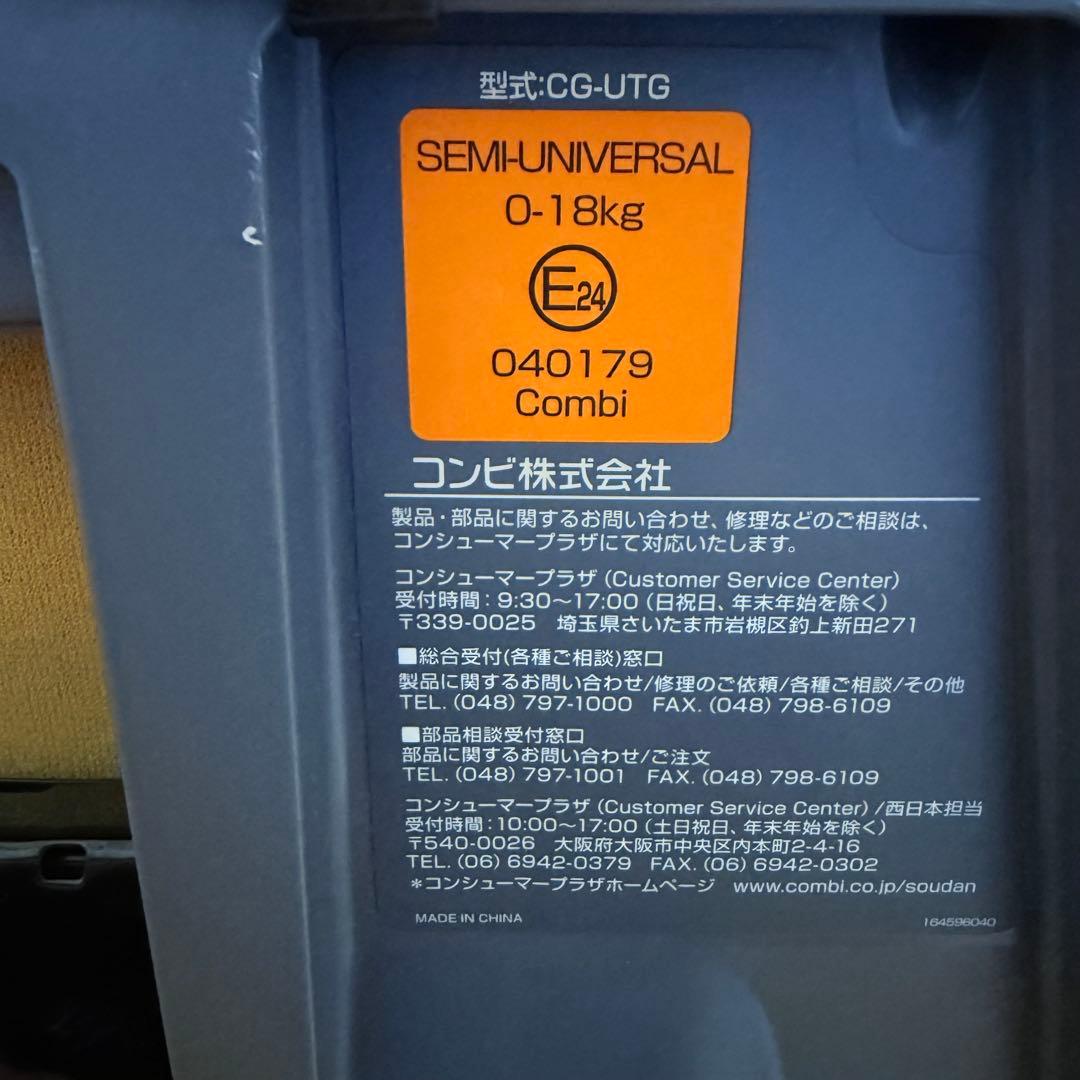 型式:CG-UTG
SEMI-UNIVERSAL
0-18kg
E24
040179
Combi
コンビ株式会社
製品・部品に関するお問い合わせ、修理などのご相談は、
コンシューマープラザにて対応いたします。
コンシューマープラザ (Customer Service Center)
受付時間:9:30～17:00 (日祝日、年末年始を除く)
〒339-0025 埼玉県さいたま市岩槻区釣上新田271
■総合受付(各種ご相談)窓口
製品に関するお問い合わせ/修理のご依頼/各種ご相談/その他
TEL. (048) 797-1000 FAX. (048) 798-6109
■部品相談受付窓口
部品に関するお問い合わせ/ご注文
TEL. (048) 797-1001 FAX. (048) 798-6109
コンシューマープラザ (Customer Service Center) /西日本担当
受付時間:10:00～17:00 (土日祝日、年末年始を除く)
〒540-0026 大阪府大阪市中央区内本町2-4-16
TEL. (06) 6942-0379 FAX. (06) 6942-0302
＊コンシューマープラザホームページ www.combi.co.jp/soudan
MADE IN CHINA 164596040